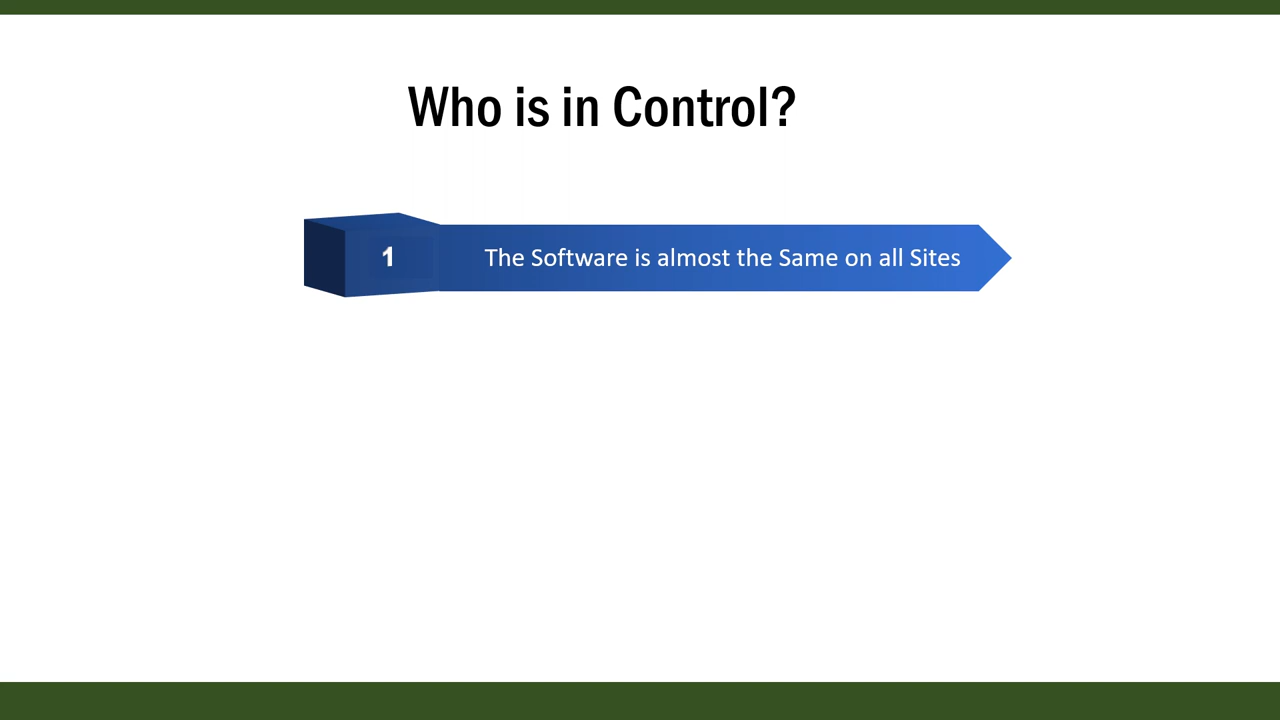 Who is in Control?
1
The Software is almost the Same on all Sites